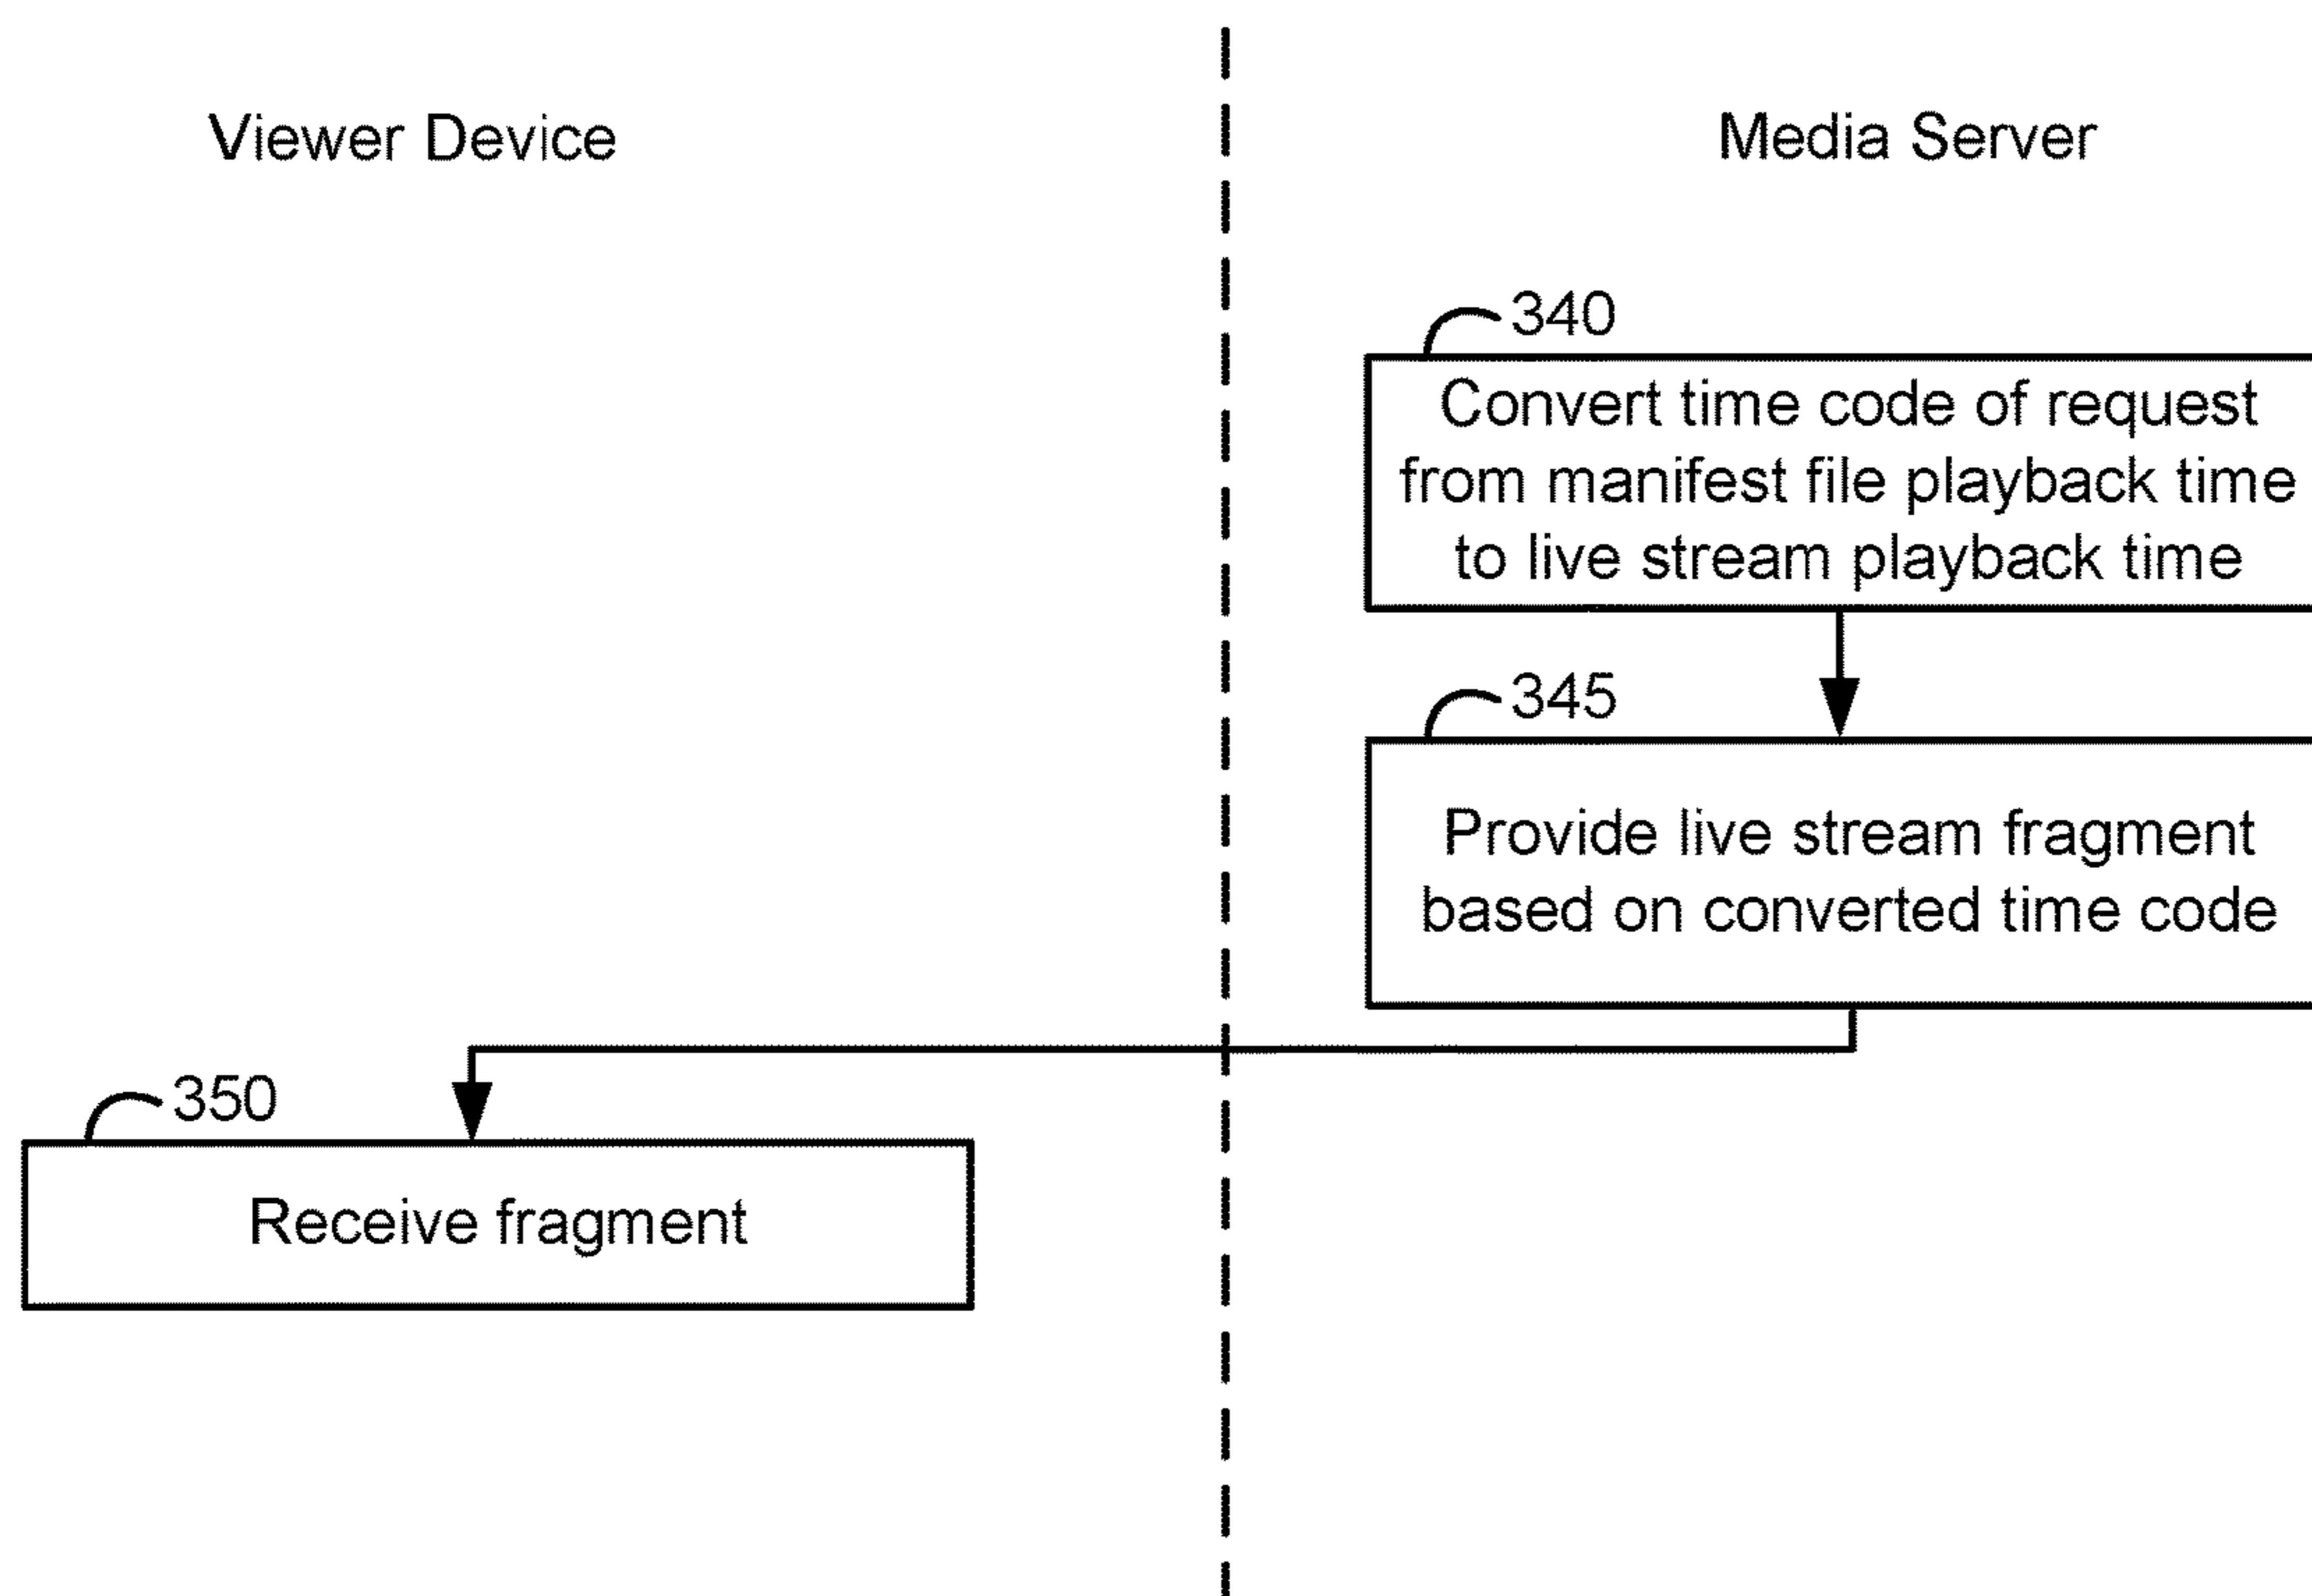 Viewer Device
Media Server
340
Convert time code of request
from manifest file playback time
to live stream playback time
345
Provide live stream fragment
based on converted time code
350
Receive fragment